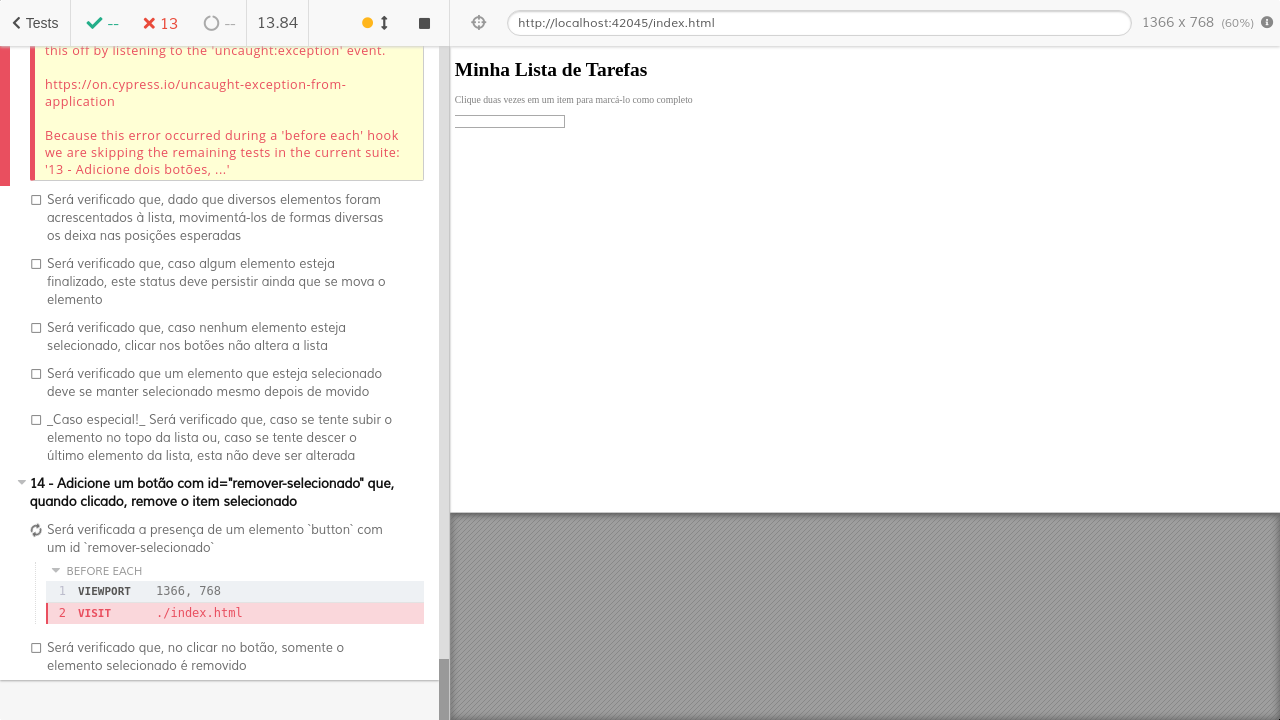 Tests -- 13 -- 13.84 http://localhost:42045/index.html 1366 x 768 (60%)
this off by listening to the 'uncaught:exception' event.
https://on.cypress.io/uncaught-exception-from-
application
Because this error occurred during a 'before each' hook
we are skipping the remaining tests in the current suite:
'13 - Adicione dois botões, ...'
Será verificado que, dado que diversos elementos foram
acrescentados à lista, movimentá-los de formas diversas
os deixa nas posições esperadas
Será verificado que, caso algum elemento esteja
finalizado, este status deve persistir ainda que se mova o
elemento
Será verificado que, caso nenhum elemento esteja
selecionado, clicar nos botões não altera a lista
Será verificado que um elemento que esteja selecionado
deve se manter selecionado mesmo depois de movido
_Caso especial!_ Será verificado que, caso se tente subir o
elemento no topo da lista ou, caso se tente descer o
último elemento da lista, esta não deve ser alterada
14 - Adicione um botão com id="remover-selecionado" que,
quando clicado, remove o item selecionado
Será verificada a presença de um elemento `button` com
um id `remover-selecionado`
BEFORE EACH
1 VIEWPORT 1366, 768
2 VISIT ./index.html
Será verificado que, no clicar no botão, somente o
elemento selecionado é removido
Minha Lista de Tarefas
Clique duas vezes em um item para marcá-lo como completo